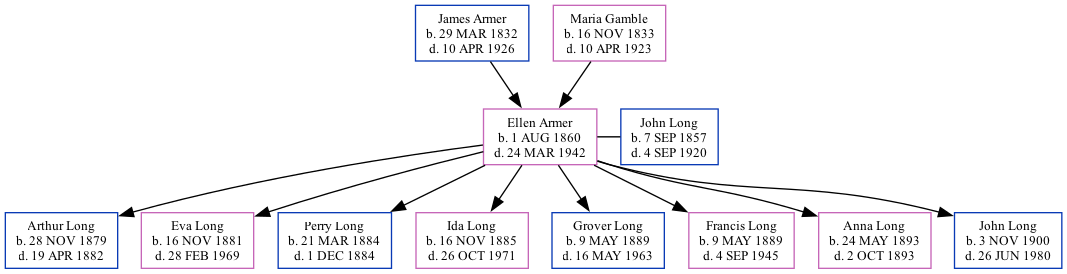 James Armer
b. 29 MAR 1832
d. 10 APR 1926
Maria Gamble
b. 16 NOV 1833
d. 10 APR 1923
Ellen Armer
b. 1 AUG 1860
d. 24 MAR 1942
John Long
b. 7 SEP 1857
d. 4 SEP 1920
Arthur Long
b. 28 NOV 1879
d. 19 APR 1882
Eva Long
b. 16 NOV 1881
d. 28 FEB 1969
Perry Long
b. 21 MAR 1884
d. 1 DEC 1884
Ida Long
b. 16 NOV 1885
d. 26 OCT 1971
Grover Long
b. 9 MAY 1889
d. 16 MAY 1963
Francis Long
b. 9 MAY 1889
d. 4 SEP 1945
Anna Long
b. 24 MAY 1893
d. 2 OCT 1893
John Long
b. 3 NOV 1900
d. 26 JUN 1980